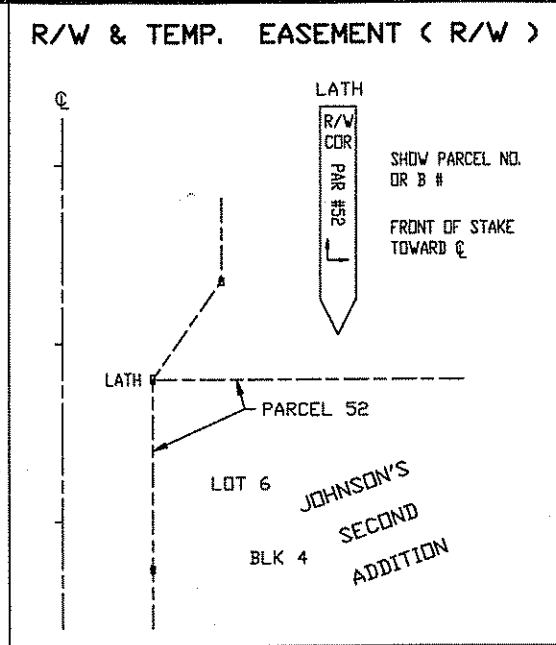 R/W & TEMP. EASEMENT ( R/W )
℄
LATH
R/W
COR
PAR #52
SHOW PARCEL NO.
OR B #
FRONT OF STAKE
TOWARD ℄
LATH
PARCEL 52
LOT 6
BLK 4
JOHNSON'S
SECOND
ADDITION